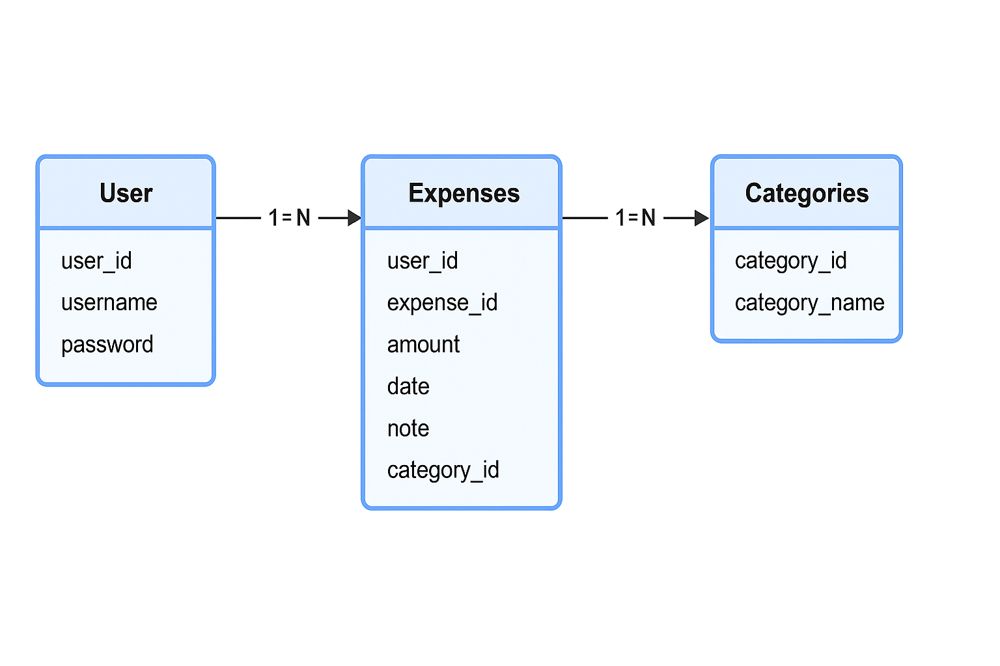 User
user_id
username
password
1=N
Expenses
user_id
expense_id
amount
date
note
category_id
1=N
Categories
category_id
category_name